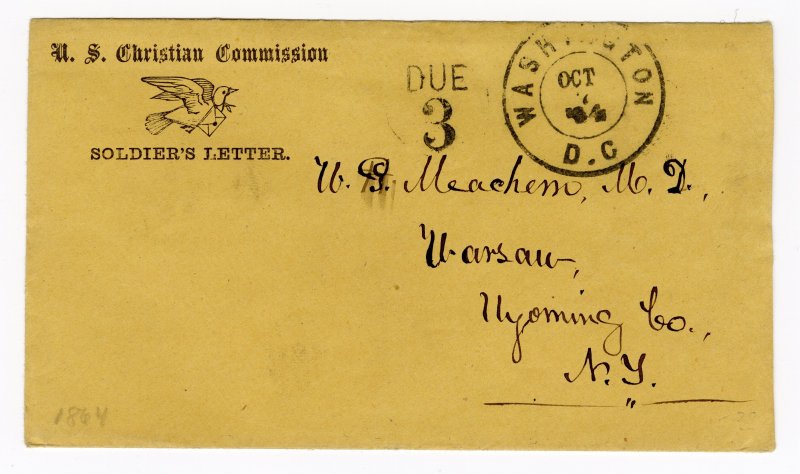 U. S. Christian Commission
SOLDIER'S LETTER.
DUE
3
WASHINGTON
OCT
D.C
W. B. Meachem, M. D.,
Warsaw,
Wyoming Co.,
N.Y.
1864